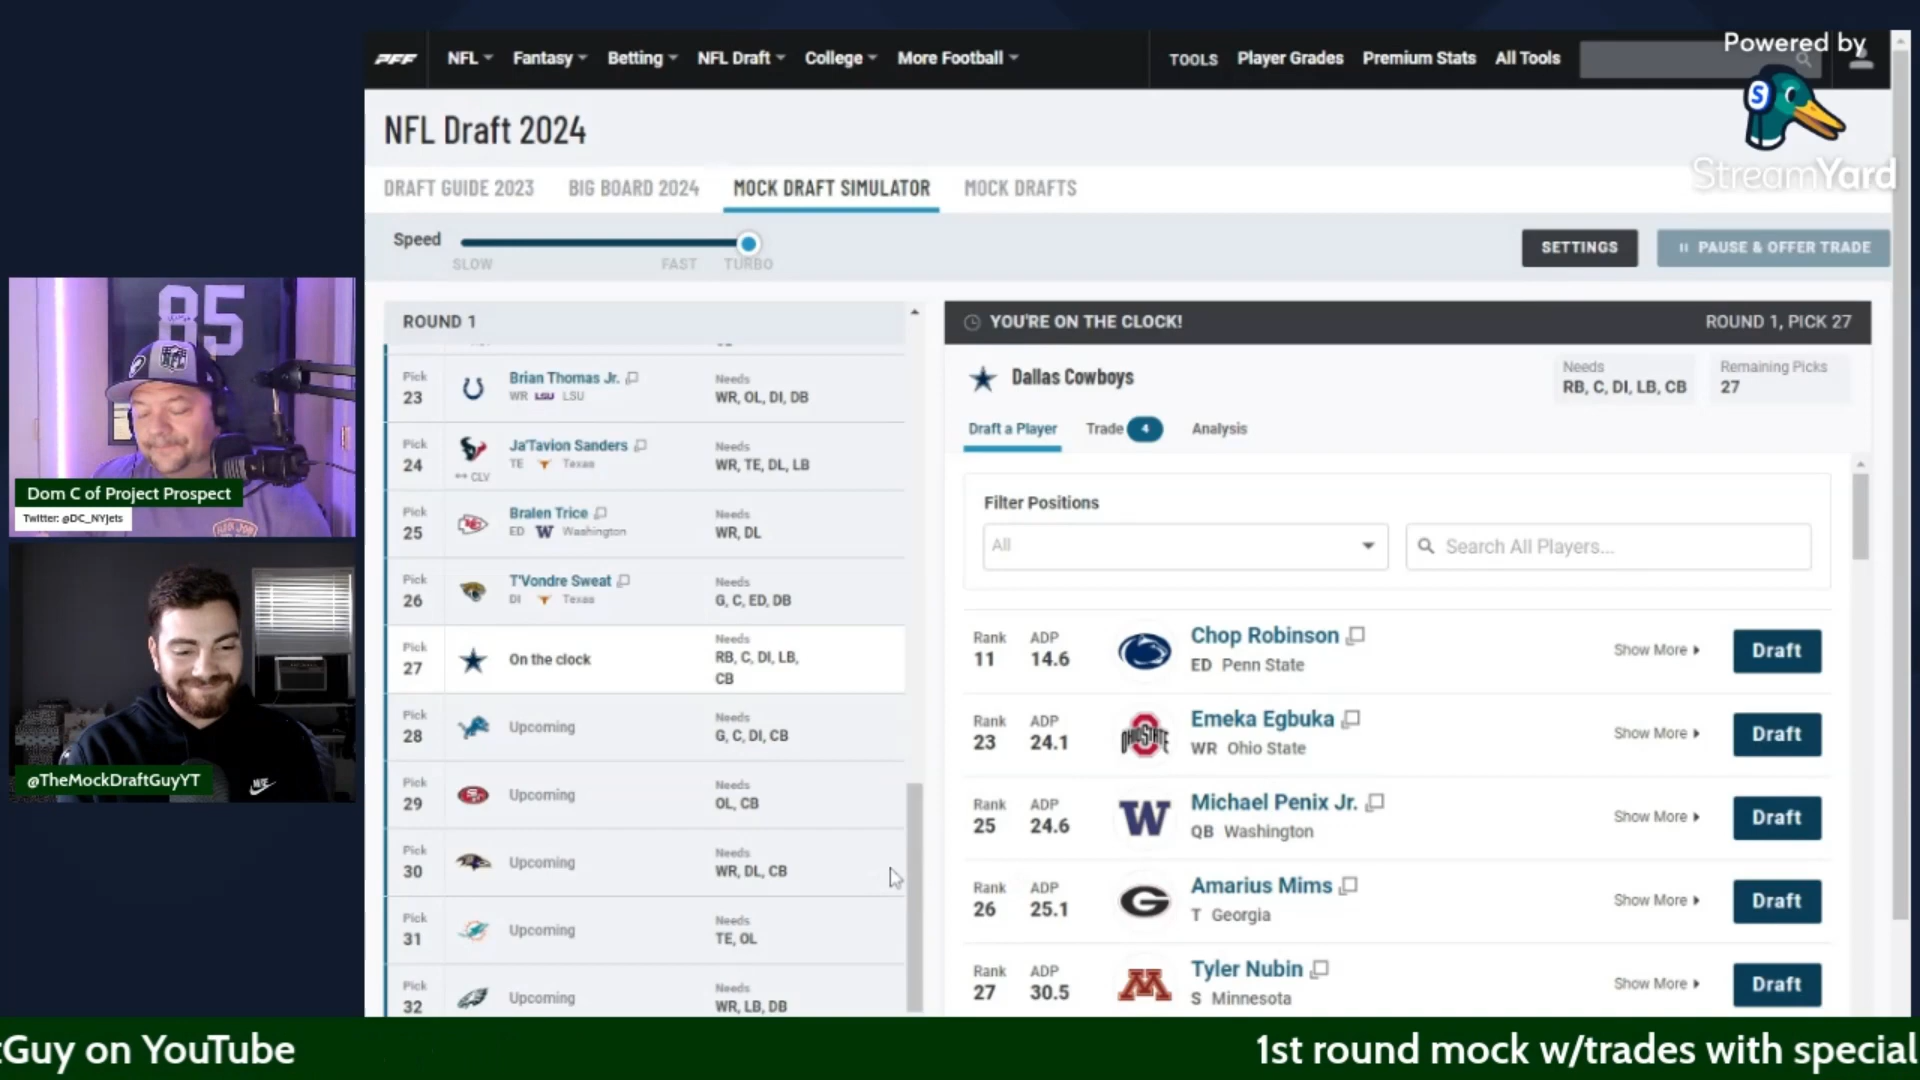 Powered by
StreamYard
PFF
NFL
Fantasy
Betting
NFL Draft
College
More Football
TOOLS
Player Grades
Premium Stats
All Tools
NFL Draft 2024
DRAFT GUIDE 2023
BIG BOARD 2024
MOCK DRAFT SIMULATOR
MOCK DRAFTS
Speed
SLOW
FAST
TURBO
SETTINGS
PAUSE & OFFER TRADE
85
Dom C of Project Prospect
Twitter: @DC_NYJets
@TheMockDraftGuyYT
ROUND 1
Pick 23
Brian Thomas Jr.
WR LSU LSU
Needs
WR, OL, DI, DB
Pick 24
↔ CLV
Ja'Tavion Sanders
TE Texas
Needs
WR, TE, DL, LB
Pick 25
Bralen Trice
ED W Washington
Needs
WR, DL
Pick 26
T'Vondre Sweat
DI Texas
Needs
G, C, ED, DB
Pick 27
On the clock
Needs
RB, C, DI, LB,
CB
Pick 28
Upcoming
Needs
G, C, DI, CB
Pick 29
Upcoming
Needs
OL, CB
Pick 30
Upcoming
Needs
WR, DL, CB
Pick 31
Upcoming
Needs
TE, OL
Pick 32
Upcoming
Needs
WR, LB, DB
YOU'RE ON THE CLOCK!
ROUND 1, PICK 27
Dallas Cowboys
Needs
RB, C, DI, LB, CB
Remaining Picks
27
Draft a Player
Trade 4
Analysis
Filter Positions
All
Search All Players...
Rank 11
ADP 14.6
Chop Robinson
ED Penn State
Show More
Draft
Rank 23
ADP 24.1
OHIO STATE
Emeka Egbuka
WR Ohio State
Show More
Draft
Rank 25
ADP 24.6
W
Michael Penix Jr.
QB Washington
Show More
Draft
Rank 26
ADP 25.1
G
Amarius Mims
T Georgia
Show More
Draft
Rank 27
ADP 30.5
M
Tyler Nubin
S Minnesota
Show More
Draft
Guy on YouTube
1st round mock w/trades with special